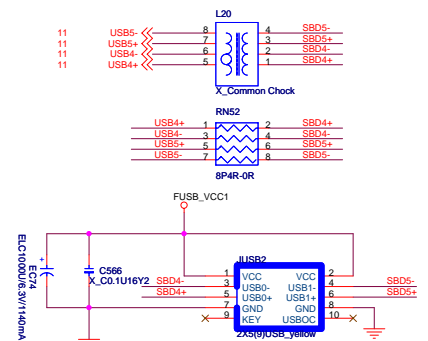 L20
11 USB5- 8 4 SBD5-
11 USB5+ 7 3 SBD5+
11 USB4- 6 2 SBD4-
11 USB4+ 5 1 SBD4+
X_Common Chock
RN52
USB4+ 1 2 SBD4+
USB4- 3 4 SBD4-
USB5+ 5 6 SBD5+
USB5- 7 8 SBD5-
8P4R-0R
FUSB_VCC1
JUSB2
1 VCC VCC 2
SBD4- 3 USB0- USB1- 4 SBD5-
SBD4+ 5 USB0+ USB1+ 6 SBD5+
7 GND GND 8
9 KEY USBOC 10
2X5(9)USB_yellow
+
EC74
ELC1000U/6.3V/1140mA
C566
X_C0.1U16Y2